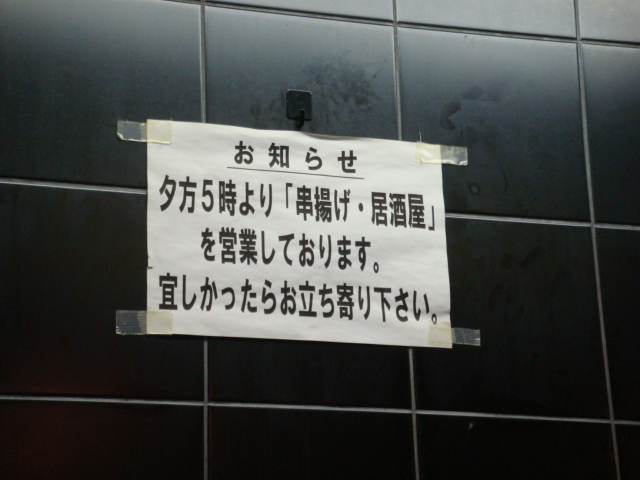 お知らせ
夕方5時より「串揚げ・居酒屋」
を営業しております。
宜しかったらお立ち寄り下さい。